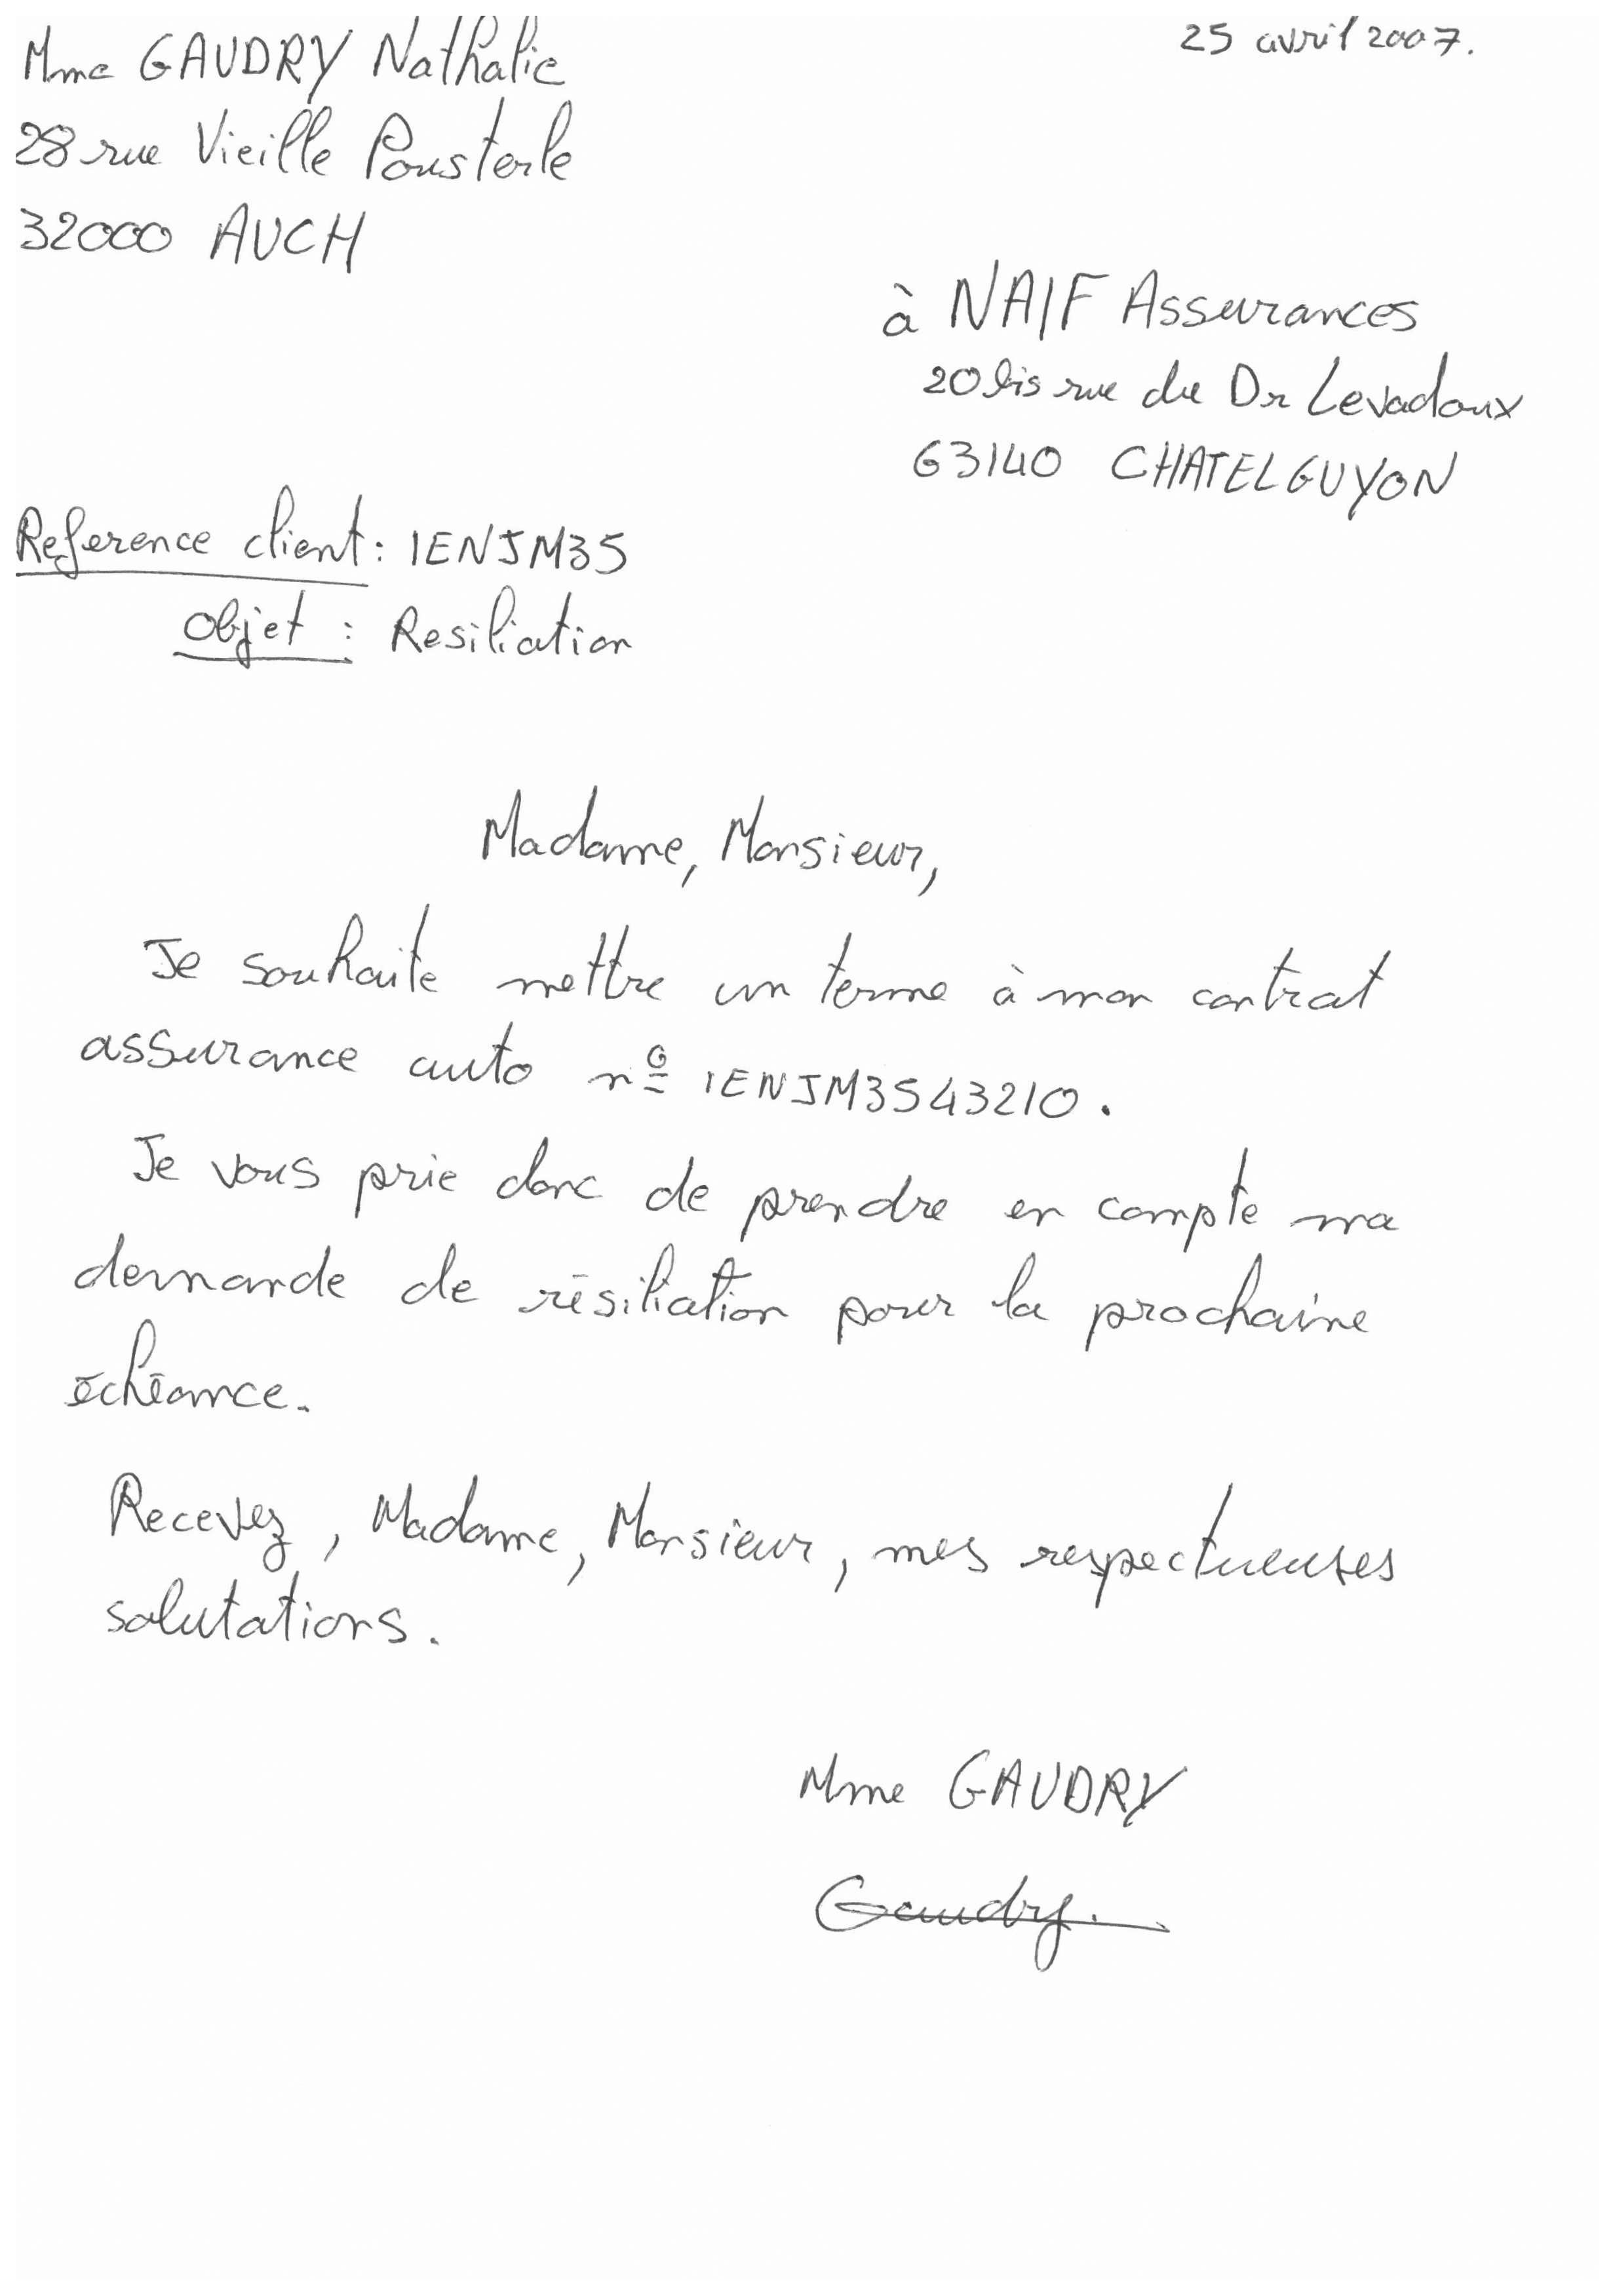 Mme GAUDRY Nathalie
25 avril 2007.
28 rue Vieille Pousterle
32000 AUCH
à NAIF Assurances
20 bis rue du Dr Levadoux
63140 CHATELGUYON
Reference client : IENJM35
Objet : Resiliation
Madame, Monsieur,
Je souhaite mettre un terme à mon contrat
assurance auto nº IENJM3543210.
Je vous prie donc de prendre en compte ma
demande de résiliation pour la prochaine
échéance.
Recevez, Madame, Monsieur, mes respectueuses
salutations.
Mme GAUDRY
Gaudry.